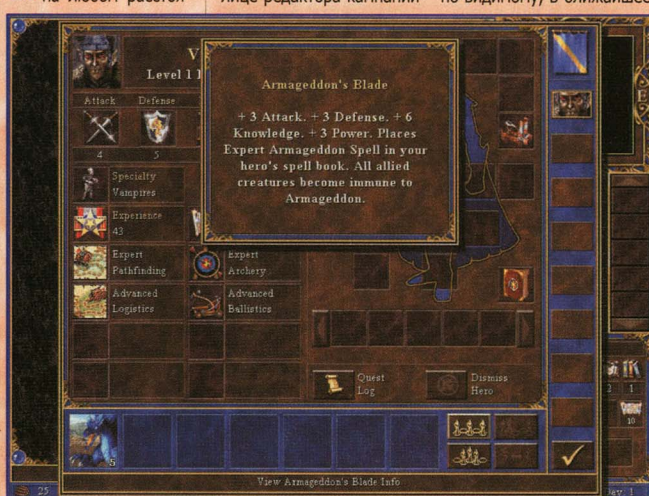 на любой
лице редактора кампаний
по видимому, в ближайшее
Level 1
Armageddon's Blade
+ 3 Attack. + 3 Defense. + 6
Knowledge. + 3 Power. Places
Expert Armageddon Spell in your
hero's spell book. All allied
creatures become immune to
Armageddon.
Attack Defense
4 5
Specialty
Vampires
Experience
43
Expert
Pathfinding
Expert
Archery
Advanced
Logistics
Advanced
Ballistics
Quest
Log
Dismiss
Hero
5
2 1
10
View Armageddon's Blade Info
25
Day: 1